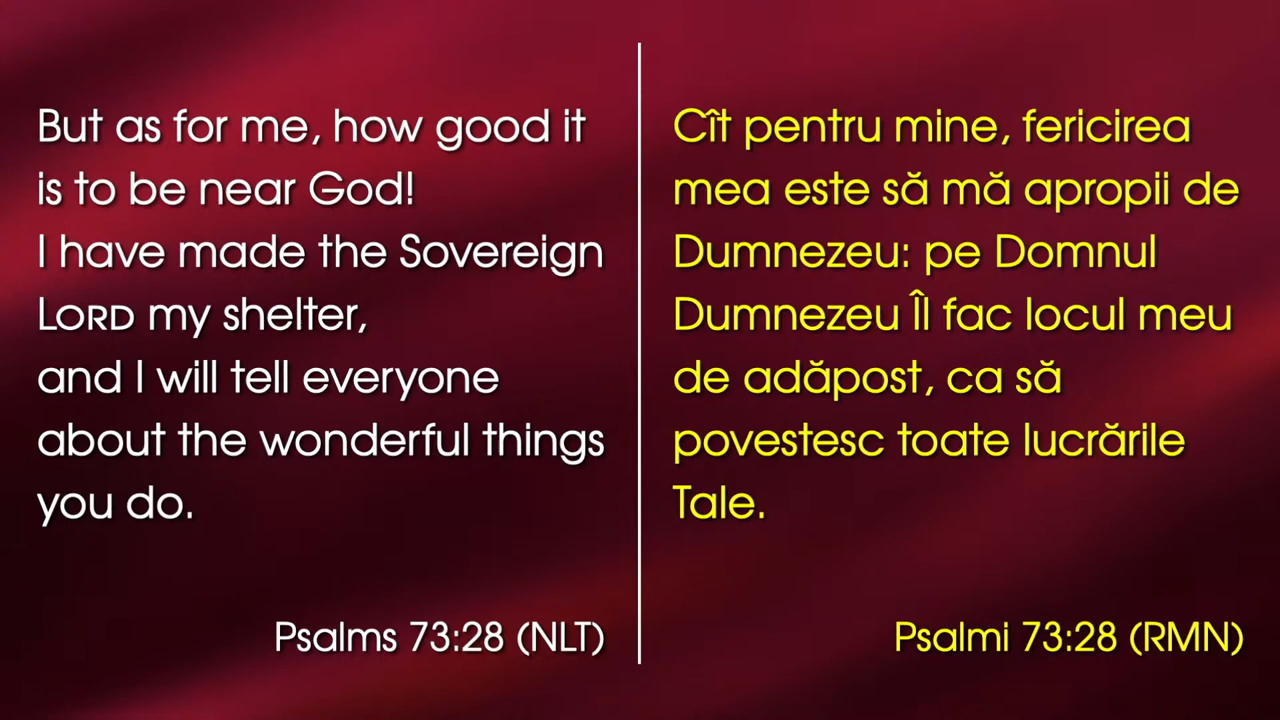 But as for me, how good it
is to be near God!
I have made the Sovereign
LORD my shelter,
and I will tell everyone
about the wonderful things
you do.
Psalms 73:28 (NLT)
Cît pentru mine, fericirea
mea este să mă apropii de
Dumnezeu: pe Domnul
Dumnezeu Îl fac locul meu
de adăpost, ca să
povestesc toate lucrările
Tale.
Psalmi 73:28 (RMN)